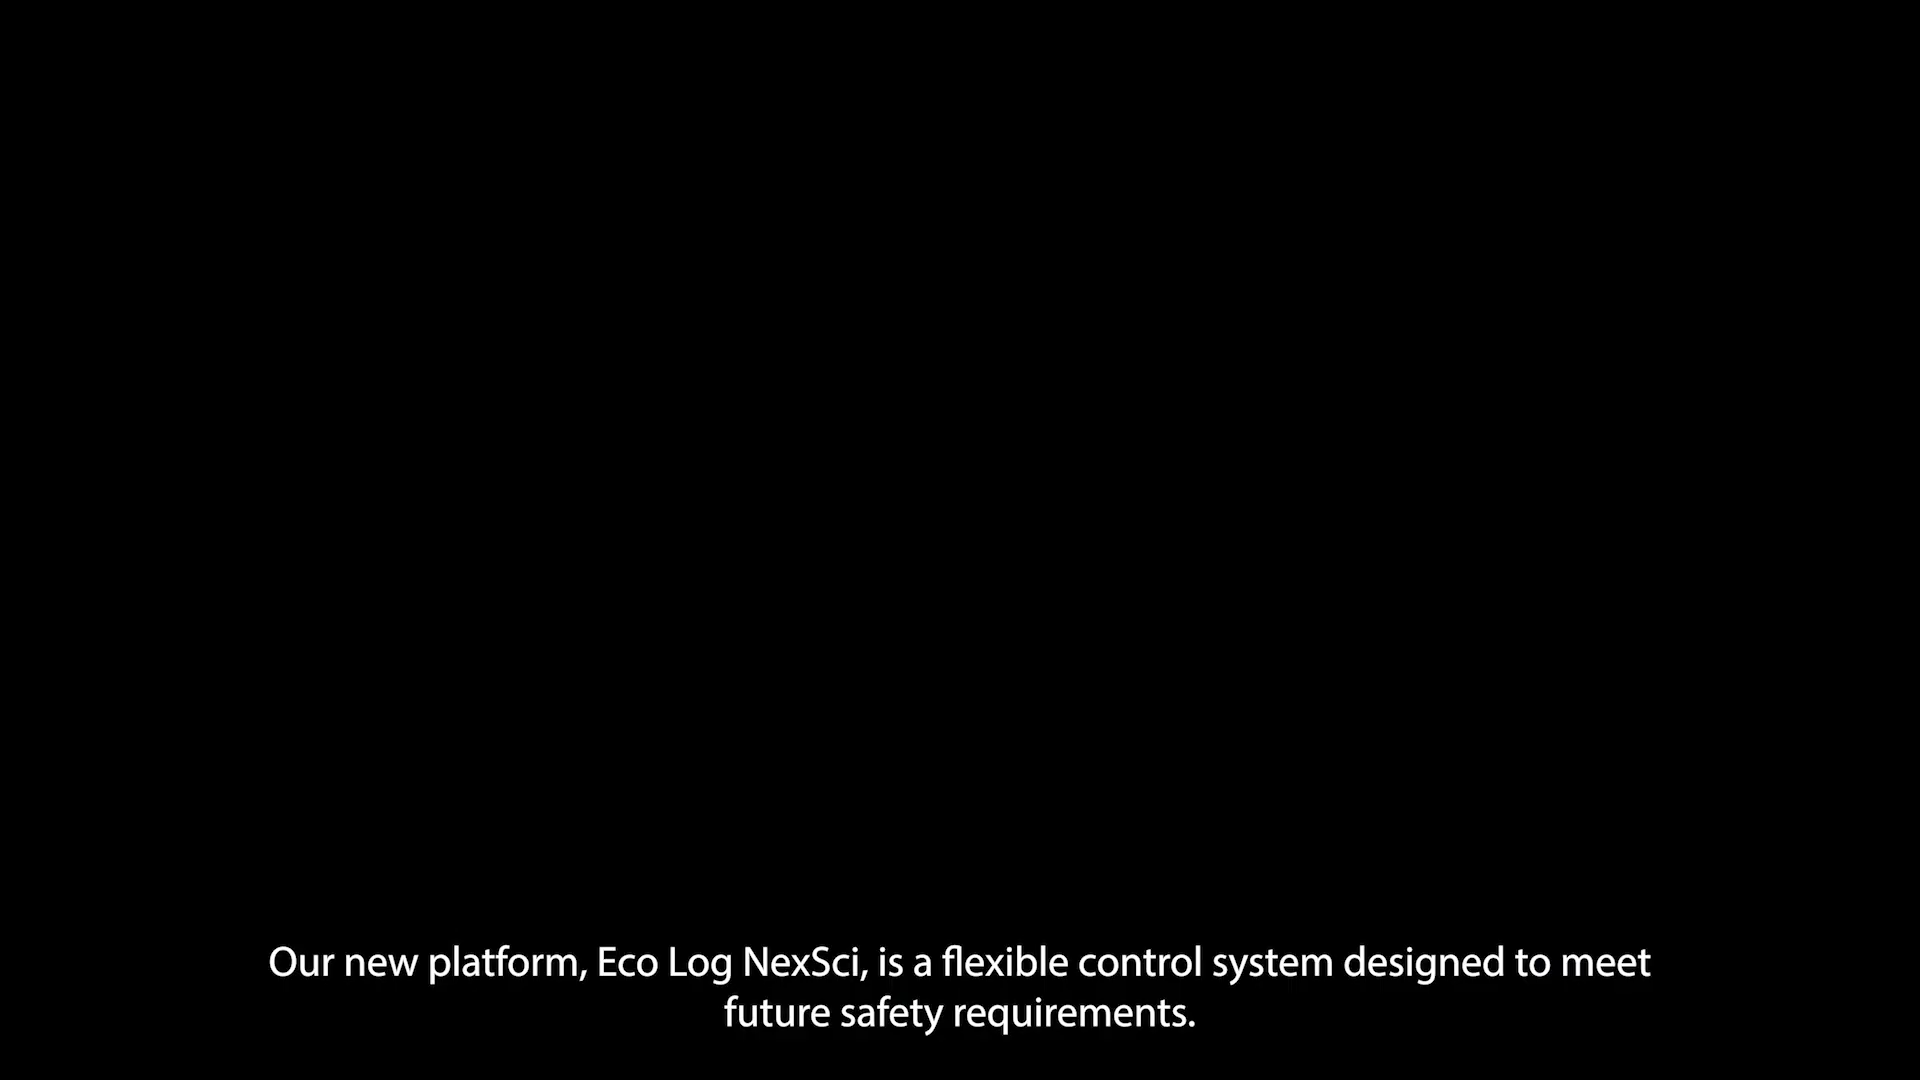 Our new platform, Eco Log NexSci, is a flexible control system designed to meet
future safety requirements.